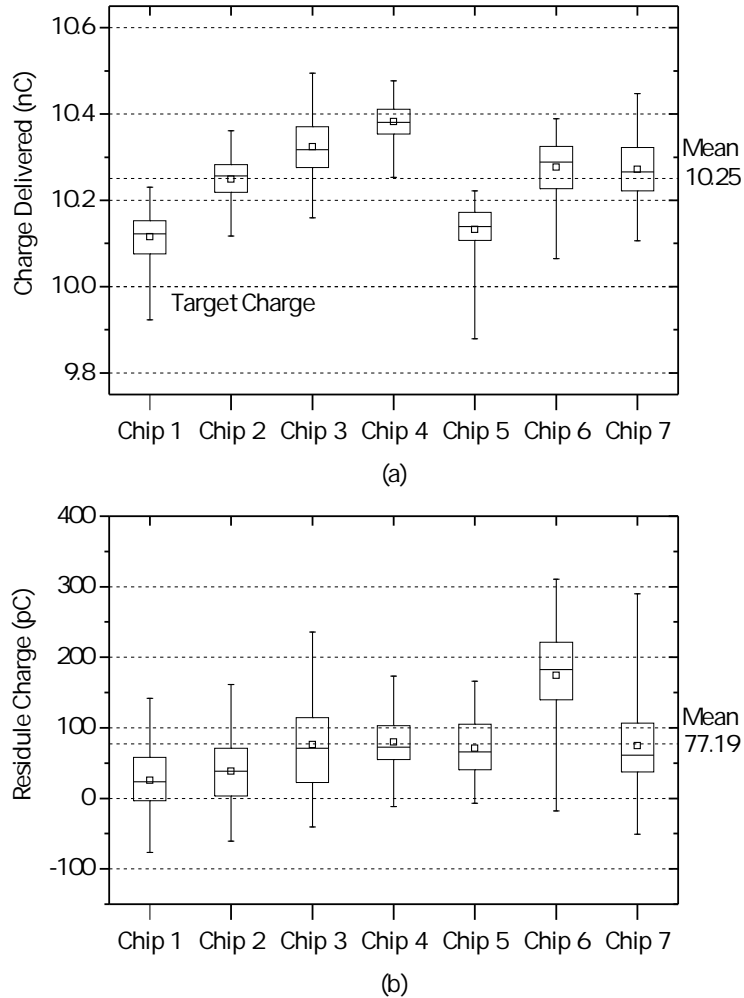 Charge Delivered (nC)
10.6
10.4
10.2
10.0
9.8
Mean
10.25
Target Charge
Chip 1 Chip 2 Chip 3 Chip 4 Chip 5 Chip 6 Chip 7
(a)
Residule Charge (pC)
400
300
200
100
0
-100
Mean
77.19
Chip 1 Chip 2 Chip 3 Chip 4 Chip 5 Chip 6 Chip 7
(b)